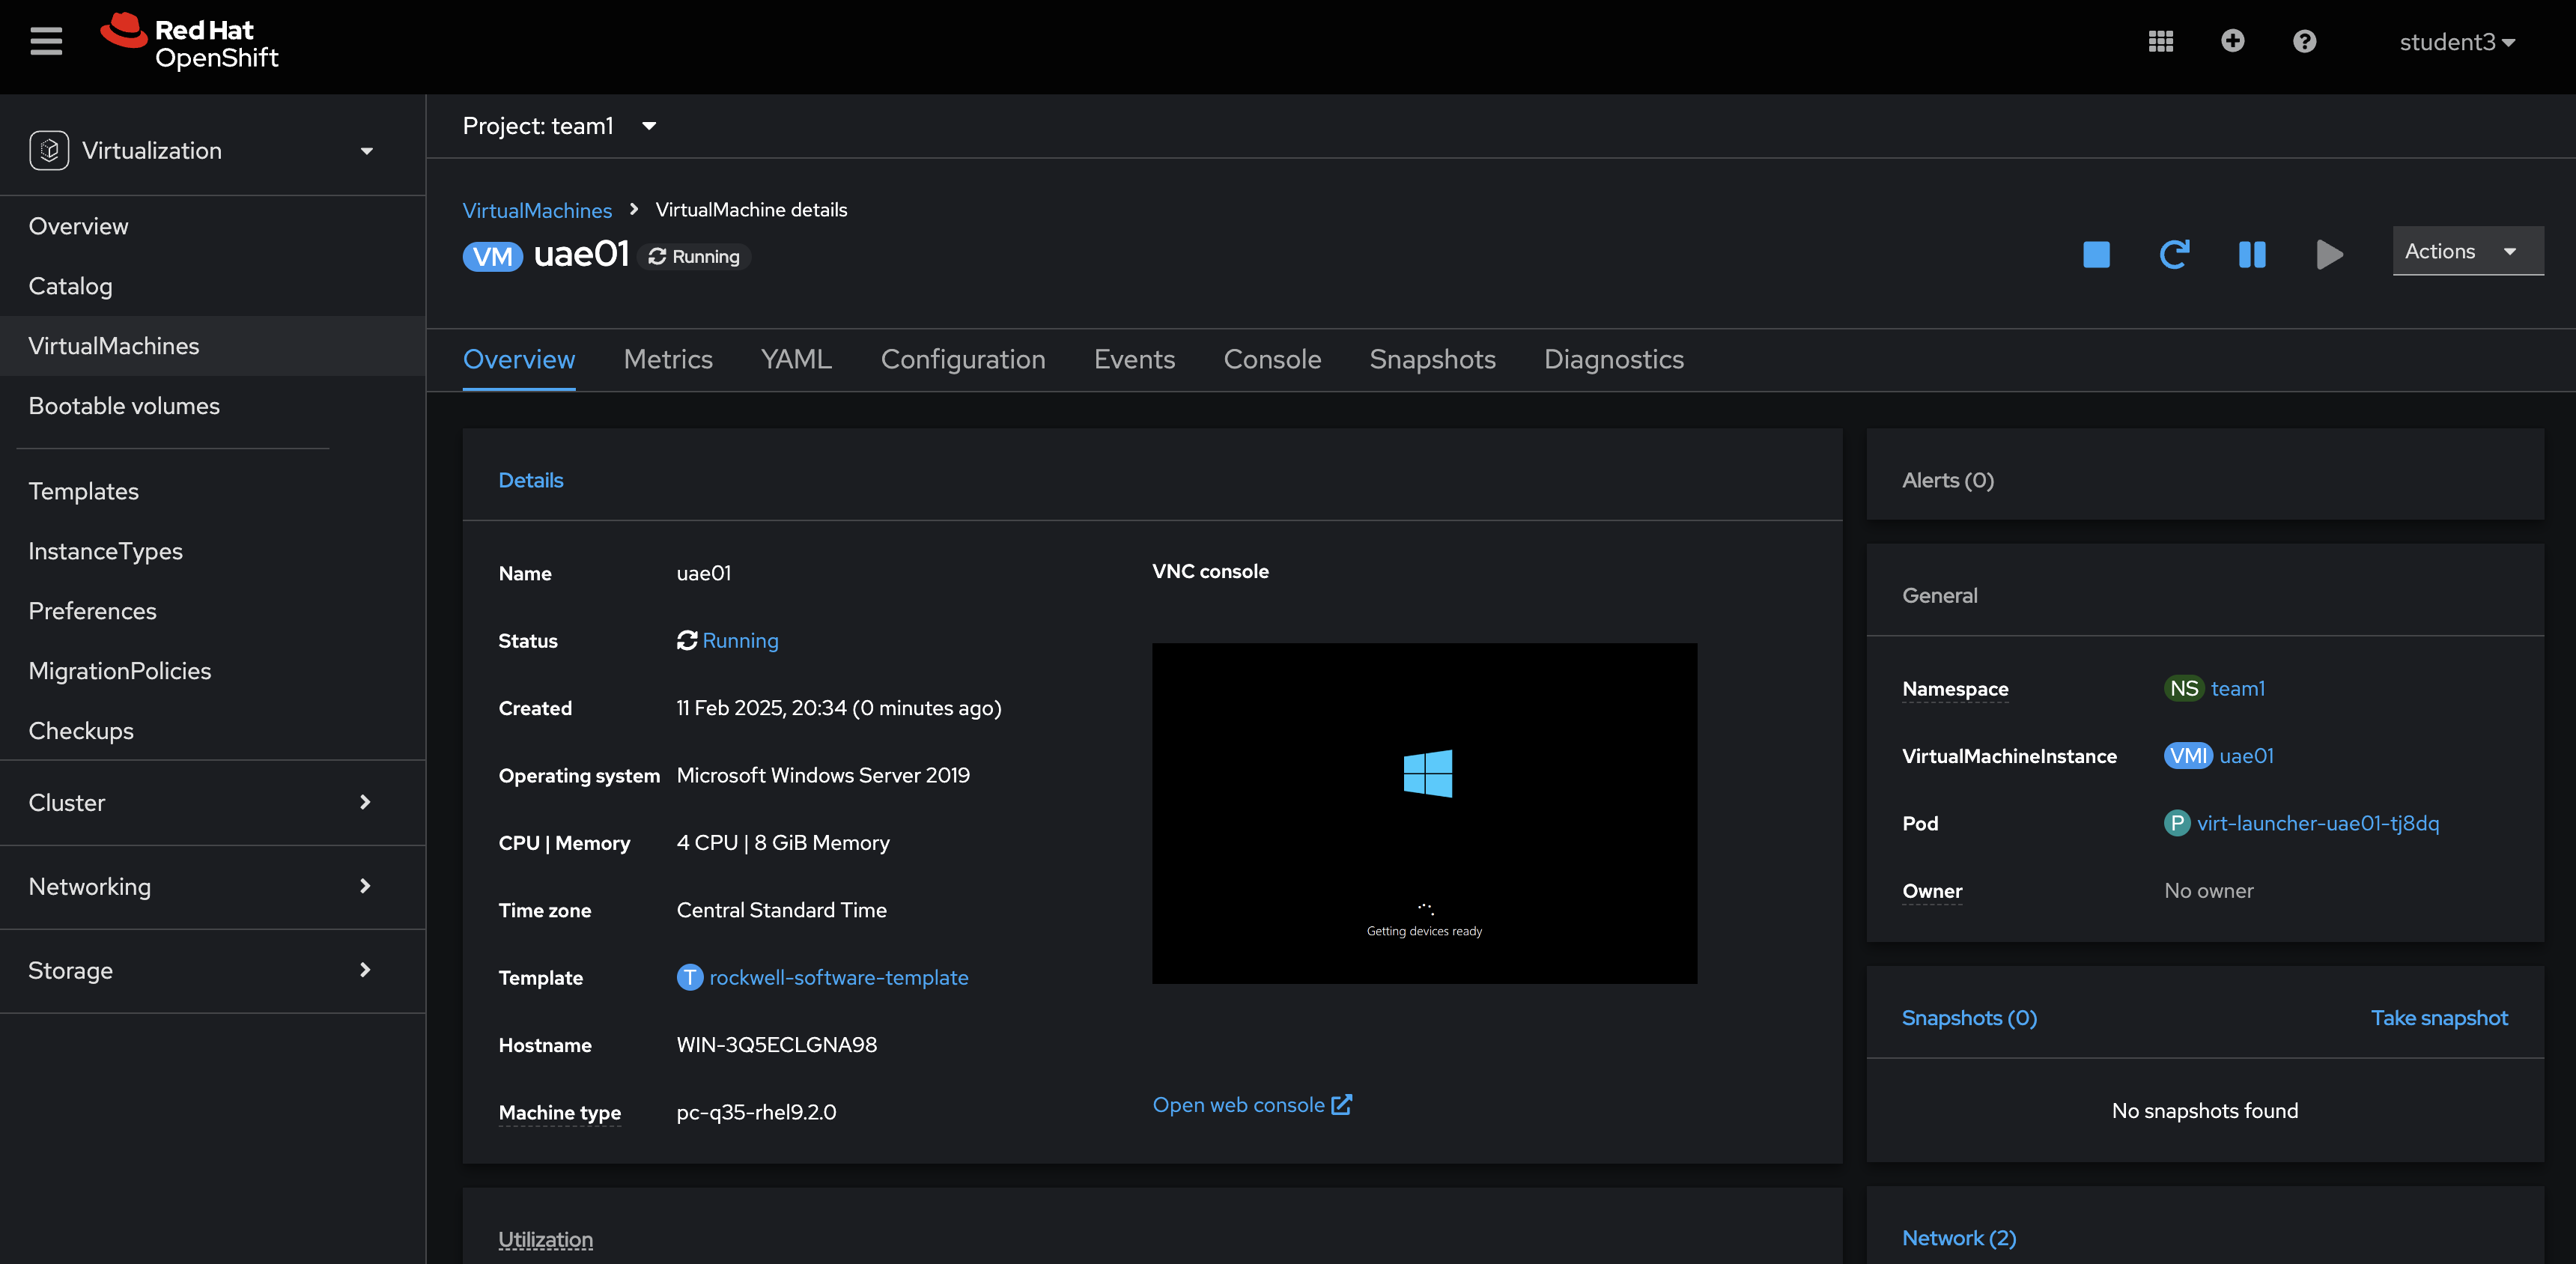 Red Hat
OpenShift
student3
Virtualization
Overview
Catalog
VirtualMachines
Bootable volumes
Templates
InstanceTypes
Preferences
MigrationPolicies
Checkups
Cluster
Networking
Storage
Project: team1
VirtualMachines > VirtualMachine details
VM uae01 Running
Actions
Overview Metrics YAML Configuration Events Console Snapshots Diagnostics
Details
Name uae01
Status Running
Created 11 Feb 2025, 20:34 (0 minutes ago)
Operating system Microsoft Windows Server 2019
CPU | Memory 4 CPU | 8 GiB Memory
Time zone Central Standard Time
Template T rockwell-software-template
Hostname WIN-3Q5ECLGNA98
Machine type pc-q35-rhel9.2.0
VNC console
Getting devices ready
Open web console
Utilization
Alerts (0)
General
Namespace NS team1
VirtualMachineInstance VMI uae01
Pod P virt-launcher-uae01-tj8dq
Owner No owner
Snapshots (0) Take snapshot
No snapshots found
Network (2)